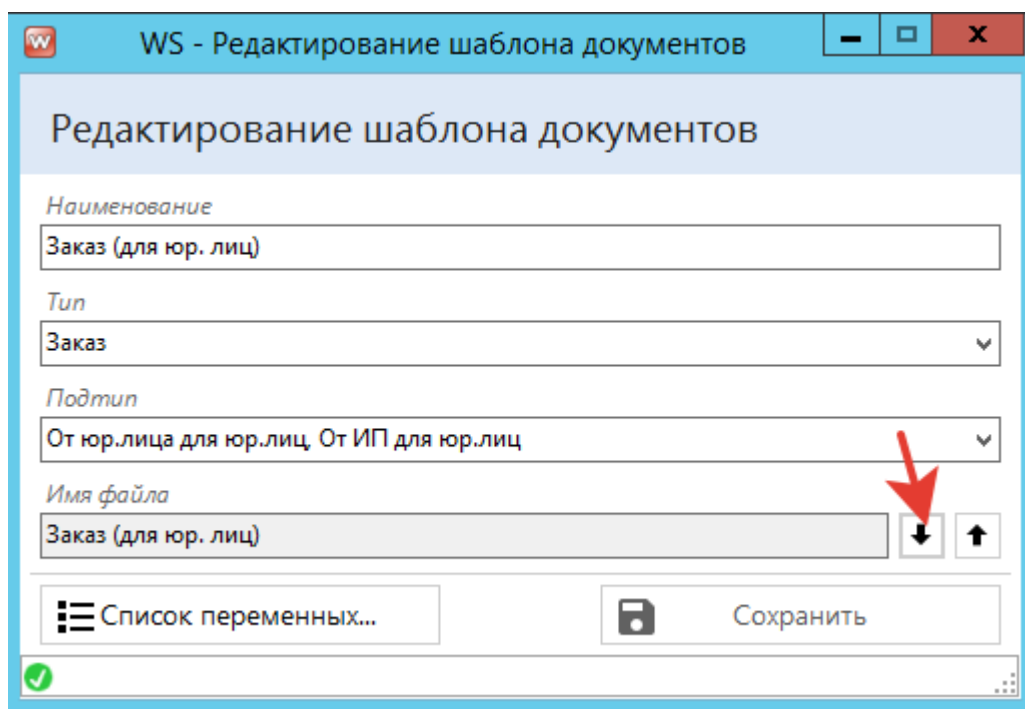 WS - Редактирование шаблона документов
Редактирование шаблона документов
Наименование
Заказ (для юр. лиц)
Тип
Заказ
Подтип
От юр.лица для юр.лиц, От ИП для юр.лиц
Имя файла
Заказ (для юр. лиц)
Список переменных...
Сохранить